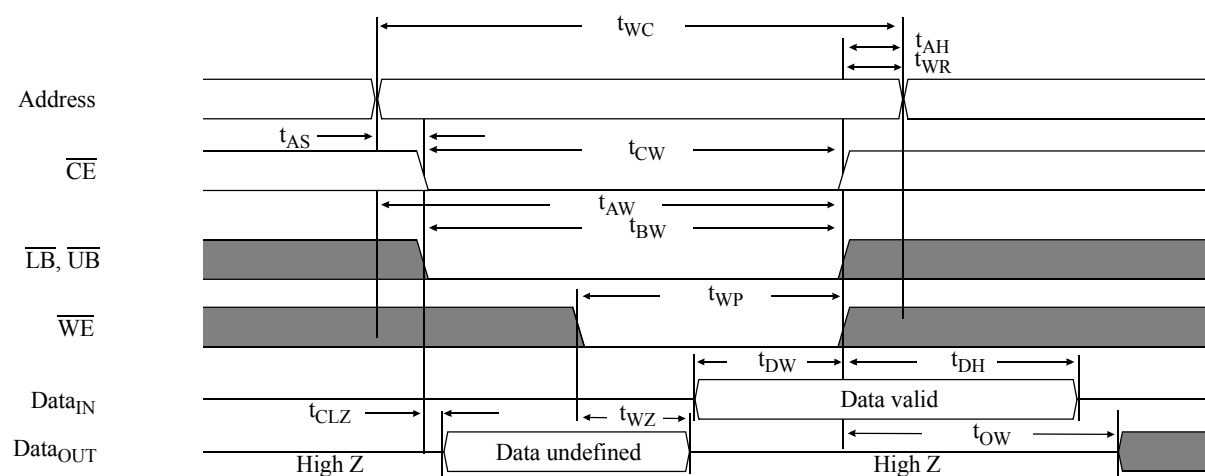 tWC
tAH
tWR
Address
tAS
tCW
CE
tAW
tBW
LB, UB
tWP
WE
tDW
tDH
DataIN
Data valid
tCLZ
tWZ
DataOUT
Data undefined
tOW
High Z
High Z